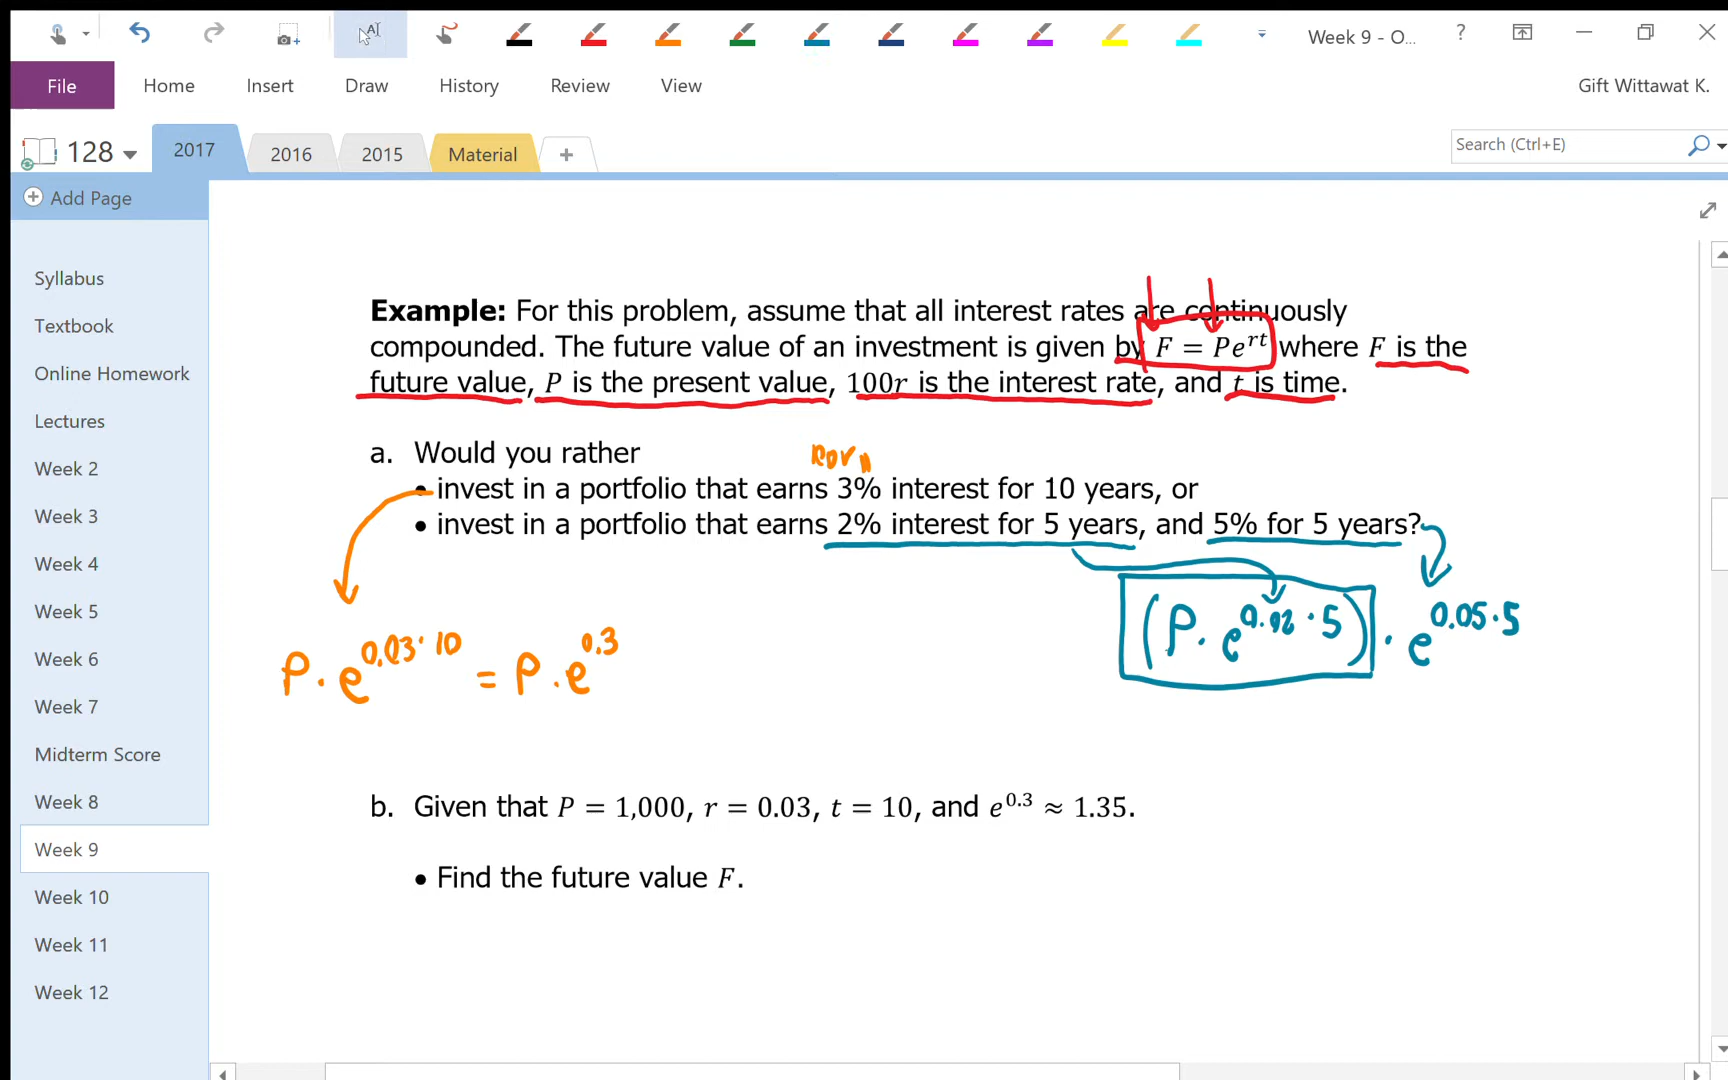 Week 9 - O...
?
File
Home
Insert
Draw
History
Review
View
Gift Wittawat K.
128
2017
2016
2015
Material
+
Search (Ctrl+E)
Add Page
Syllabus
Textbook
Online Homework
Lectures
Week 2
Week 3
Week 4
Week 5
Week 6
Week 7
Midterm Score
Week 8
Week 9
Week 10
Week 11
Week 12
Example: For this problem, assume that all interest rates are continuously
compounded. The future value of an investment is given by F = Pe^{rt} where F is the
future value, P is the present value, 100r is the interest rate, and t is time.
a. Would you rather
• invest in a portfolio that earns 3% interest for 10 years, or
• invest in a portfolio that earns 2% interest for 5 years, and 5% for 5 years?
(P · e^{0.02 · 5}) · e^{0.05 · 5}
P · e^{0.03 · 10} = P · e^{0.3}
b. Given that P = 1,000, r = 0.03, t = 10, and e^{0.3} ≈ 1.35.
• Find the future value F.